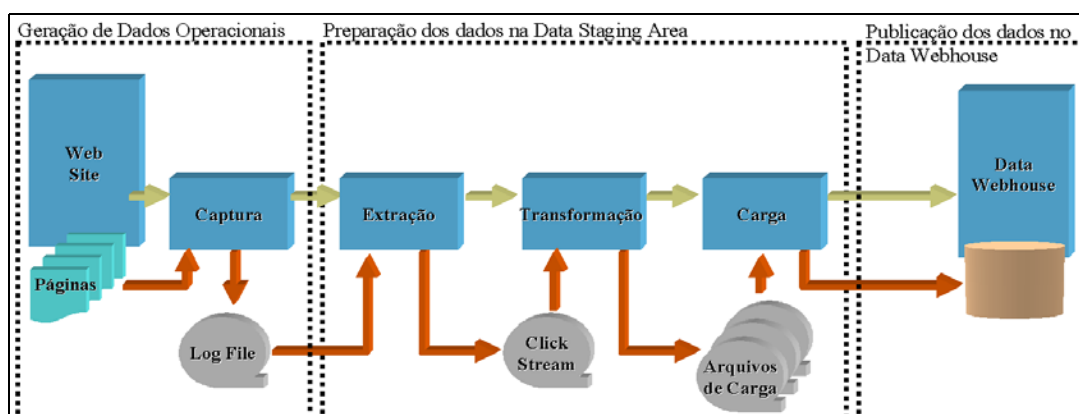 Geração de Dados Operacionais
Preparação dos dados na Data Staging Area
Publicação dos dados no
Data Webhouse
Web
Site
Páginas
Captura
Log File
Extração
Click
Stream
Transformação
Carga
Arquivos
de Carga
Data
Webhouse